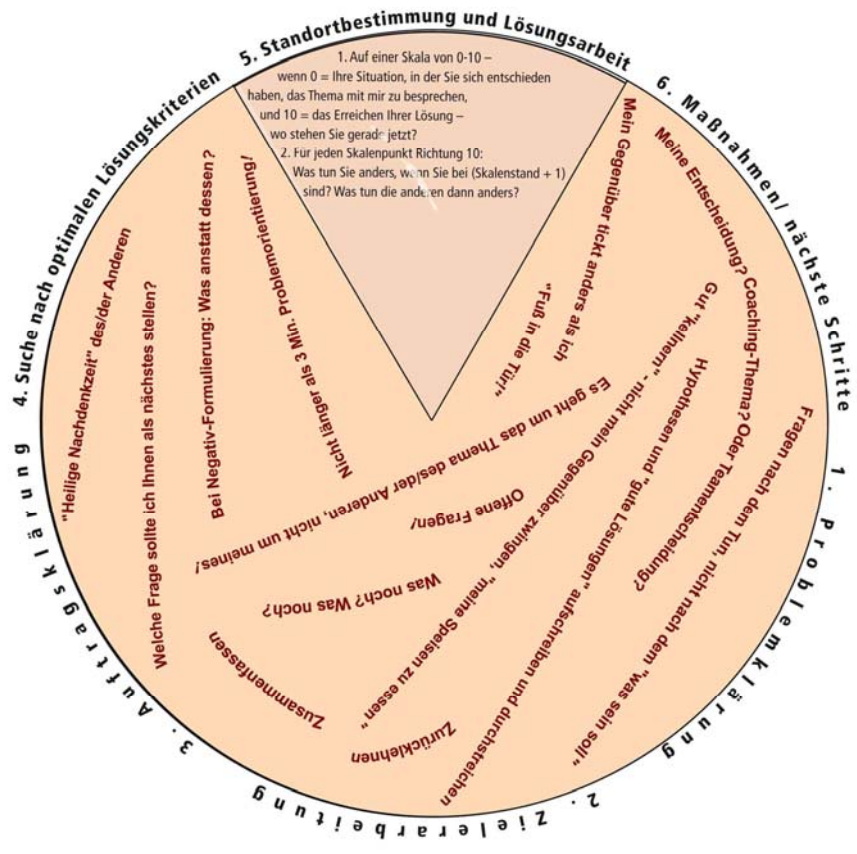 5. Standortbestimmung und Lösungsarbeit
1. Auf einer Skala von 0-10 –
wenn 0 = Ihre Situation, in der Sie sich entschieden
haben, das Thema mit mir zu besprechen,
und 10 = das Erreichen Ihrer Lösung –
wo stehen Sie gerade jetzt?
2. Für jeden Skalenpunkt Richtung 10:
Was tun Sie anders, wenn Sie bei (Skalenstand + 1)
sind? Was tun die anderen dann anders?
6. Maßnahmen/ nächste Schritte
1. Problemklärung
2. Zielerarbeitung
3. Auftragsklärung
4. Suche nach optimalen Lösungskriterien
Mein Gegenüber tickt anders als ich
Meine Entscheidung? Coaching-Thema? Oder Teamentscheidung?
"Fuß in die Tür!"
Gut "kellnern" - nicht mein Gegenüber zwingen, "meine Speisen zu essen"
Hypothesen und "gute Lösungen" aufschreiben und durchstreichen
Fragen nach dem Tun, nicht nach dem "was sein soll"
Es geht um das Thema des/der Anderen, nicht um meines!
Offene Fragen!
Was noch? Was noch?
Zusammenfassen
Zurücklehnen
Nicht länger als 3 Min. Problemorientierung!
Bei Negativ-Formulierung: Was anstatt dessen?
Welche Frage sollte ich Ihnen als nächstes stellen?
"Heilige Nachdenkzeit" des/der Anderen